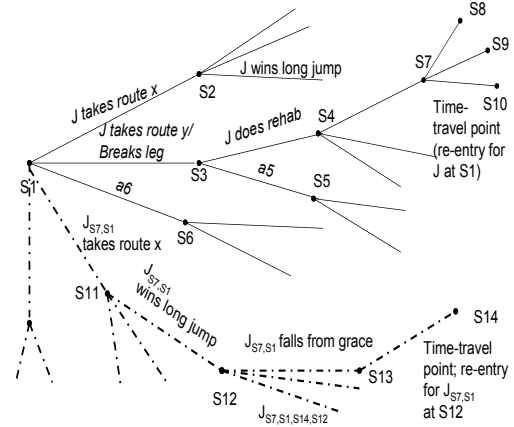 S8
S9
S7
S10
J wins long jump
S2
J takes route x
J does rehab
S4
Time-
travel point
(re-entry for
J at S1)
J takes route y/
Breaks leg
S1
S3
a5
S5
a6
S6
J_{S7,S1}
takes route x
J_{S7,S1}
wins long jump
S11
S14
J_{S7,S1} falls from grace
Time-travel
point; re-entry
for J_{S7,S1}
at S12
S13
S12
J_{S7,S1,S14,S12}